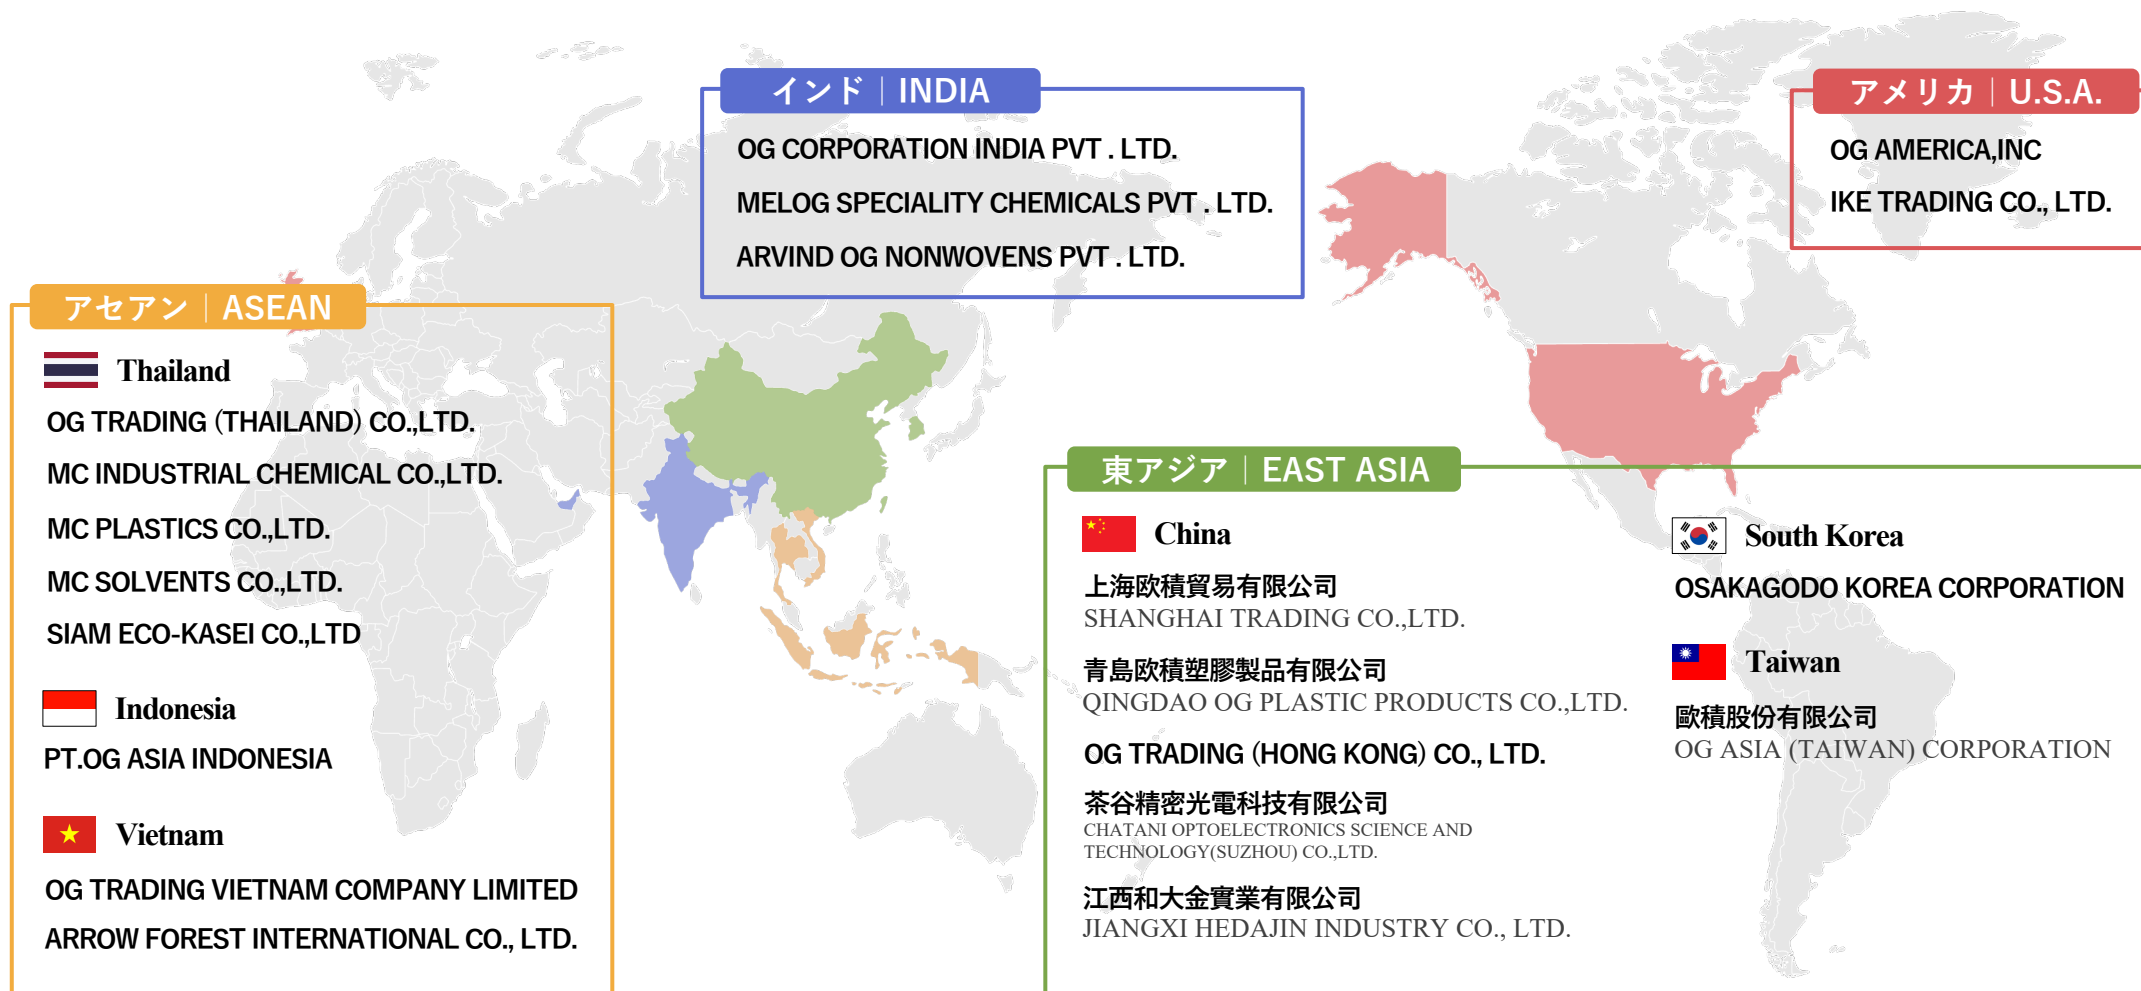 インド｜INDIA
OG CORPORATION INDIA PVT . LTD.
MELOG SPECIALITY CHEMICALS PVT . LTD.
ARVIND OG NONWOVENS PVT . LTD.
アメリカ｜U.S.A.
OG AMERICA,INC
IKE TRADING CO., LTD.
アセアン｜ASEAN
Thailand
OG TRADING (THAILAND) CO.,LTD.
MC INDUSTRIAL CHEMICAL CO.,LTD.
MC PLASTICS CO.,LTD.
MC SOLVENTS CO.,LTD.
SIAM ECO-KASEI CO.,LTD
Indonesia
PT.OG ASIA INDONESIA
Vietnam
OG TRADING VIETNAM COMPANY LIMITED
ARROW FOREST INTERNATIONAL CO., LTD.
東アジア｜EAST ASIA
China
上海欧積貿易有限公司
SHANGHAI TRADING CO.,LTD.
青島欧積塑膠製品有限公司
QINGDAO OG PLASTIC PRODUCTS CO.,LTD.
OG TRADING (HONG KONG) CO., LTD.
茶谷精密光電科技有限公司
CHATANI OPTOELECTRONICS SCIENCE AND
TECHNOLOGY(SUZHOU) CO.,LTD.
江西和大金實業有限公司
JIANGXI HEDAJIN INDUSTRY CO., LTD.
South Korea
OSAKAGODO KOREA CORPORATION
Taiwan
歐積股份有限公司
OG ASIA (TAIWAN) CORPORATION